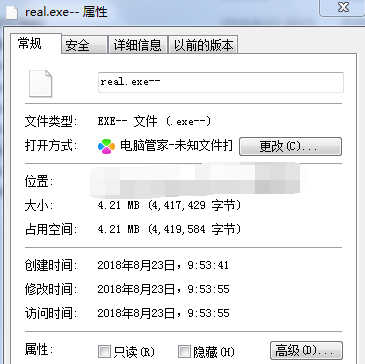 real.exe-- 属性
常规 安全 详细信息 以前的版本
real.exe--
文件类型: EXE-- 文件 (.exe--)
打开方式: 电脑管家-未知文件打 更改(C)...
位置:
大小: 4.21 MB (4,417,429 字节)
占用空间: 4.21 MB (4,419,584 字节)
创建时间: 2018年8月23日, 9:53:41
修改时间: 2018年8月23日, 9:53:55
访问时间: 2018年8月23日, 9:53:55
属性: 只读(R) 隐藏(H) 高级(D)...